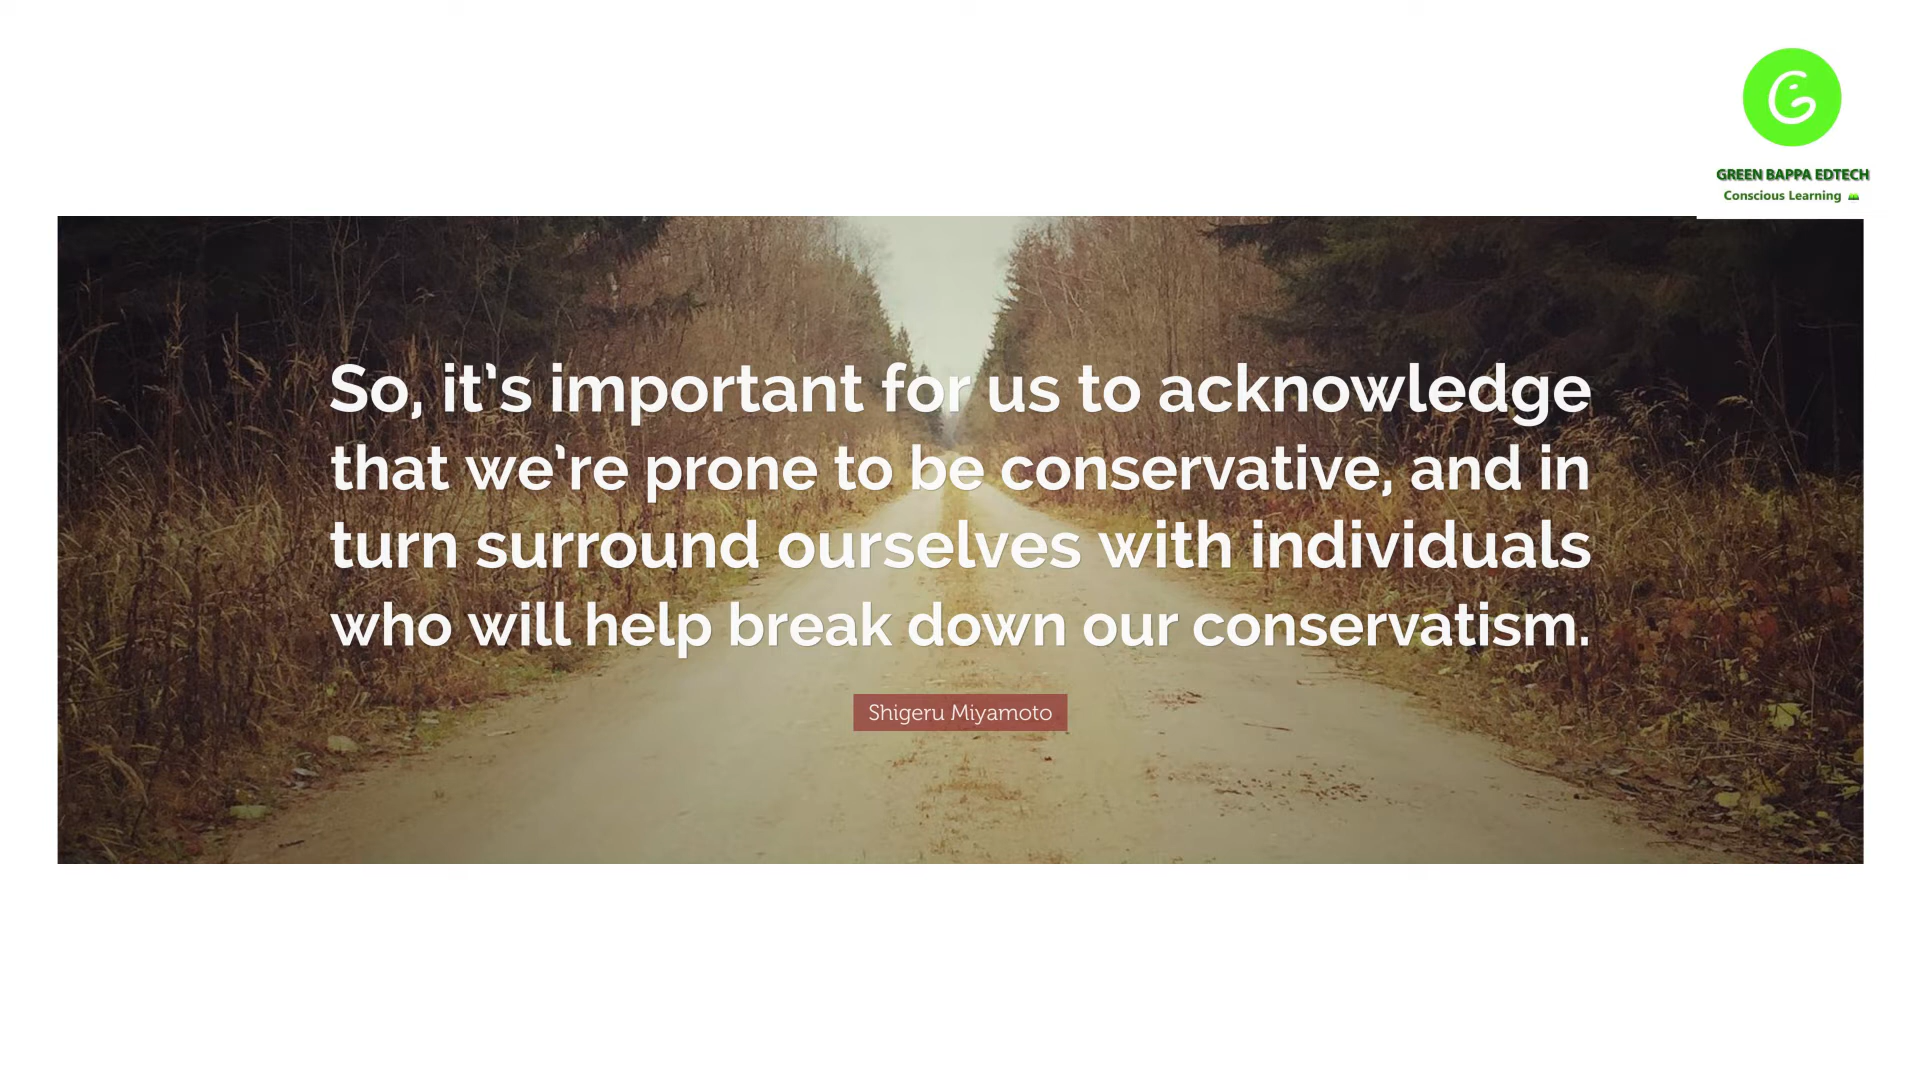 GREEN BAPPA EDTECH
Conscious Learning
So, it’s important for us to acknowledge
that we’re prone to be conservative, and in
turn surround ourselves with individuals
who will help break down our conservatism.
Shigeru Miyamoto